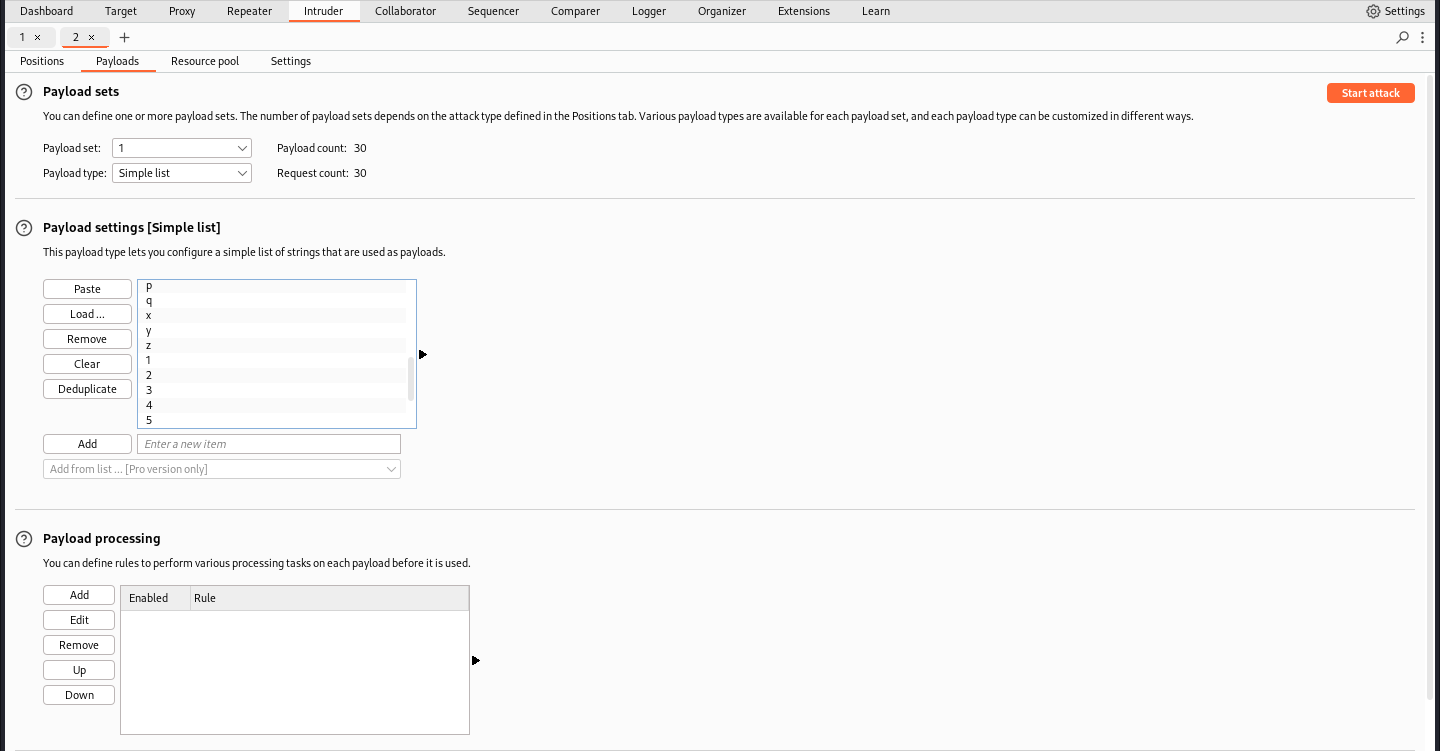 Dashboard Target Proxy Repeater Intruder Collaborator Sequencer Comparer Logger Organizer Extensions Learn Settings
1 × 2 × +
Positions Payloads Resource pool Settings
? Payload sets Start attack
You can define one or more payload sets. The number of payload sets depends on the attack type defined in the Positions tab. Various payload types are available for each payload set, and each payload type can be customized in different ways.
Payload set: 1 Payload count: 30
Payload type: Simple list Request count: 30
? Payload settings [Simple list]
This payload type lets you configure a simple list of strings that are used as payloads.
Paste
Load ...
Remove
Clear
Deduplicate
p
q
x
y
z
1
2
3
4
5
Add Enter a new item
Add from list ... [Pro version only]
? Payload processing
You can define rules to perform various processing tasks on each payload before it is used.
Add
Edit
Remove
Up
Down
Enabled Rule